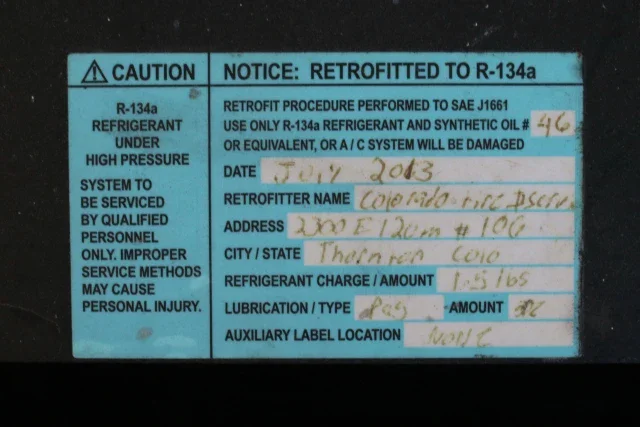 CAUTION
R-134a
REFRIGERANT
UNDER
HIGH PRESSURE
SYSTEM TO
BE SERVICED
BY QUALIFIED
PERSONNEL
ONLY. IMPROPER
SERVICE METHODS
MAY CAUSE
PERSONAL INJURY.
NOTICE: RETROFITTED TO R-134a
RETROFIT PROCEDURE PERFORMED TO SAE J1661
USE ONLY R-134a REFRIGERANT AND SYNTHETIC OIL # 46
OR EQUIVALENT, OR A / C SYSTEM WILL BE DAMAGED
DATE July 2013
RETROFITTER NAME Colorado
ADDRESS 2300 E 120th # 106
CITY / STATE Thornton Colo
REFRIGERANT CHARGE / AMOUNT 1.5 lbs
LUBRICATION / TYPE Pag AMOUNT
AUXILIARY LABEL LOCATION NONE